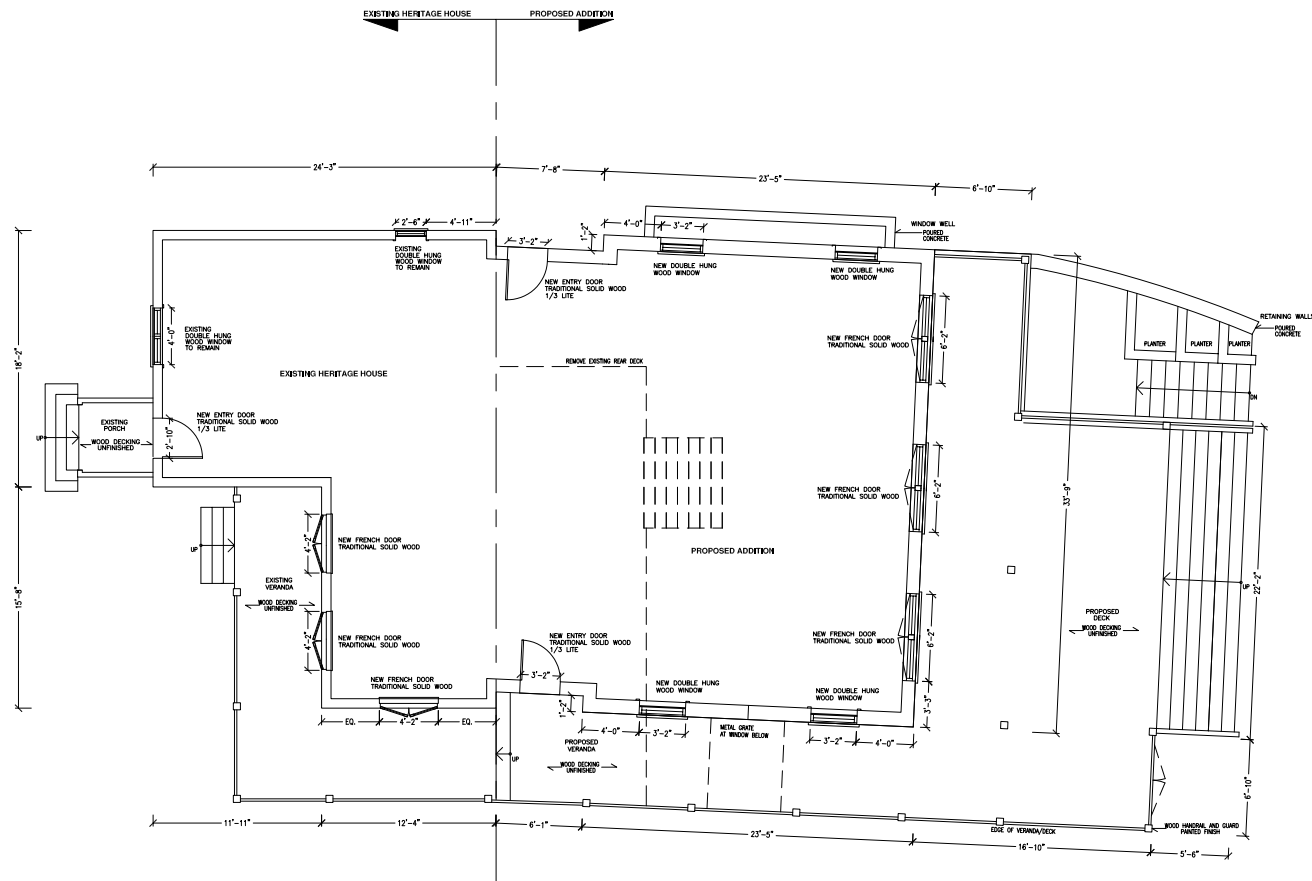 EXISTING HERITAGE HOUSE
PROPOSED ADDITION
24'-3"
7'-8"
23'-5"
6'-10"
2'-6"
4'-11"
3'-2"
1'-2"
4'-0"
3'-2"
WINDOW WELL
POURED
CONCRETE
EXISTING
DOUBLE HUNG
WOOD WINDOW
TO REMAIN
NEW ENTRY DOOR
TRADITIONAL SOLID WOOD
1/3 LITE
NEW DOUBLE HUNG
WOOD WINDOW
NEW DOUBLE HUNG
WOOD WINDOW
18'-2"
4'-0"
EXISTING
DOUBLE HUNG
WOOD WINDOW
TO REMAIN
NEW FRENCH DOOR
TRADITIONAL SOLID WOOD
6'-2"
RETAINING WALLS
POURED
CONCRETE
PLANTER
PLANTER
PLANTER
DN
REMOVE EXISTING REAR DECK
EXISTING HERITAGE HOUSE
EXISTING
PORCH
UP
WOOD DECKING
UNFINISHED
2'-10"
NEW ENTRY DOOR
TRADITIONAL SOLID WOOD
1/3 LITE
NEW FRENCH DOOR
TRADITIONAL SOLID WOOD
6'-2"
33'-9"
PROPOSED ADDITION
UP
4'-2"
NEW FRENCH DOOR
TRADITIONAL SOLID WOOD
EXISTING
VERANDA
WOOD DECKING
UNFINISHED
15'-8"
4'-2"
NEW FRENCH DOOR
TRADITIONAL SOLID WOOD
NEW ENTRY DOOR
TRADITIONAL SOLID WOOD
1/3 LITE
3'-2"
NEW FRENCH DOOR
TRADITIONAL SOLID WOOD
6'-2"
PROPOSED
DECK
WOOD DECKING
UNFINISHED
UP
22'-2"
NEW FRENCH DOOR
TRADITIONAL SOLID WOOD
NEW DOUBLE HUNG
WOOD WINDOW
NEW DOUBLE HUNG
WOOD WINDOW
3'-3"
EQ.
4'-2"
EQ.
1'-2"
4'-0"
3'-2"
METAL GRATE
AT WINDOW BELOW
3'-2"
4'-0"
PROPOSED
VERANDA
UP
WOOD DECKING
UNFINISHED
6'-10"
11'-11"
12'-4"
6'-1"
23'-5"
EDGE OF VERANDA/DECK
WOOD HANDRAIL AND GUARD
PAINTED FINISH
16'-10"
5'-6"